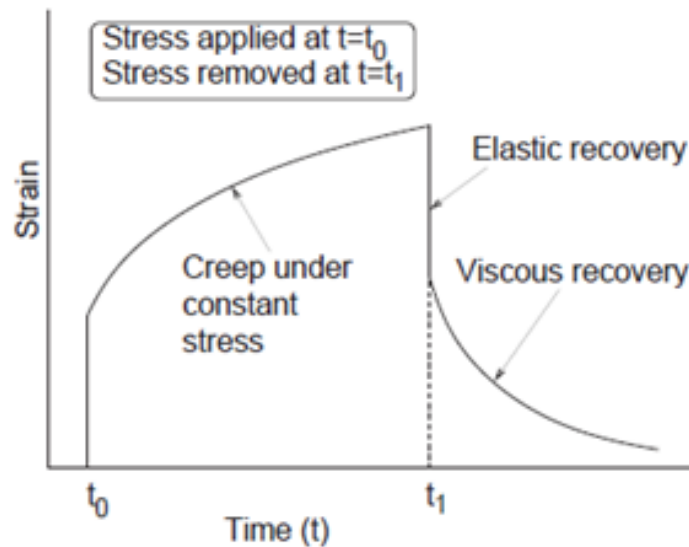 Stress applied at t=t0
Stress removed at t=t1
Strain
Elastic recovery
Creep under
constant
stress
Viscous recovery
t0
t1
Time (t)